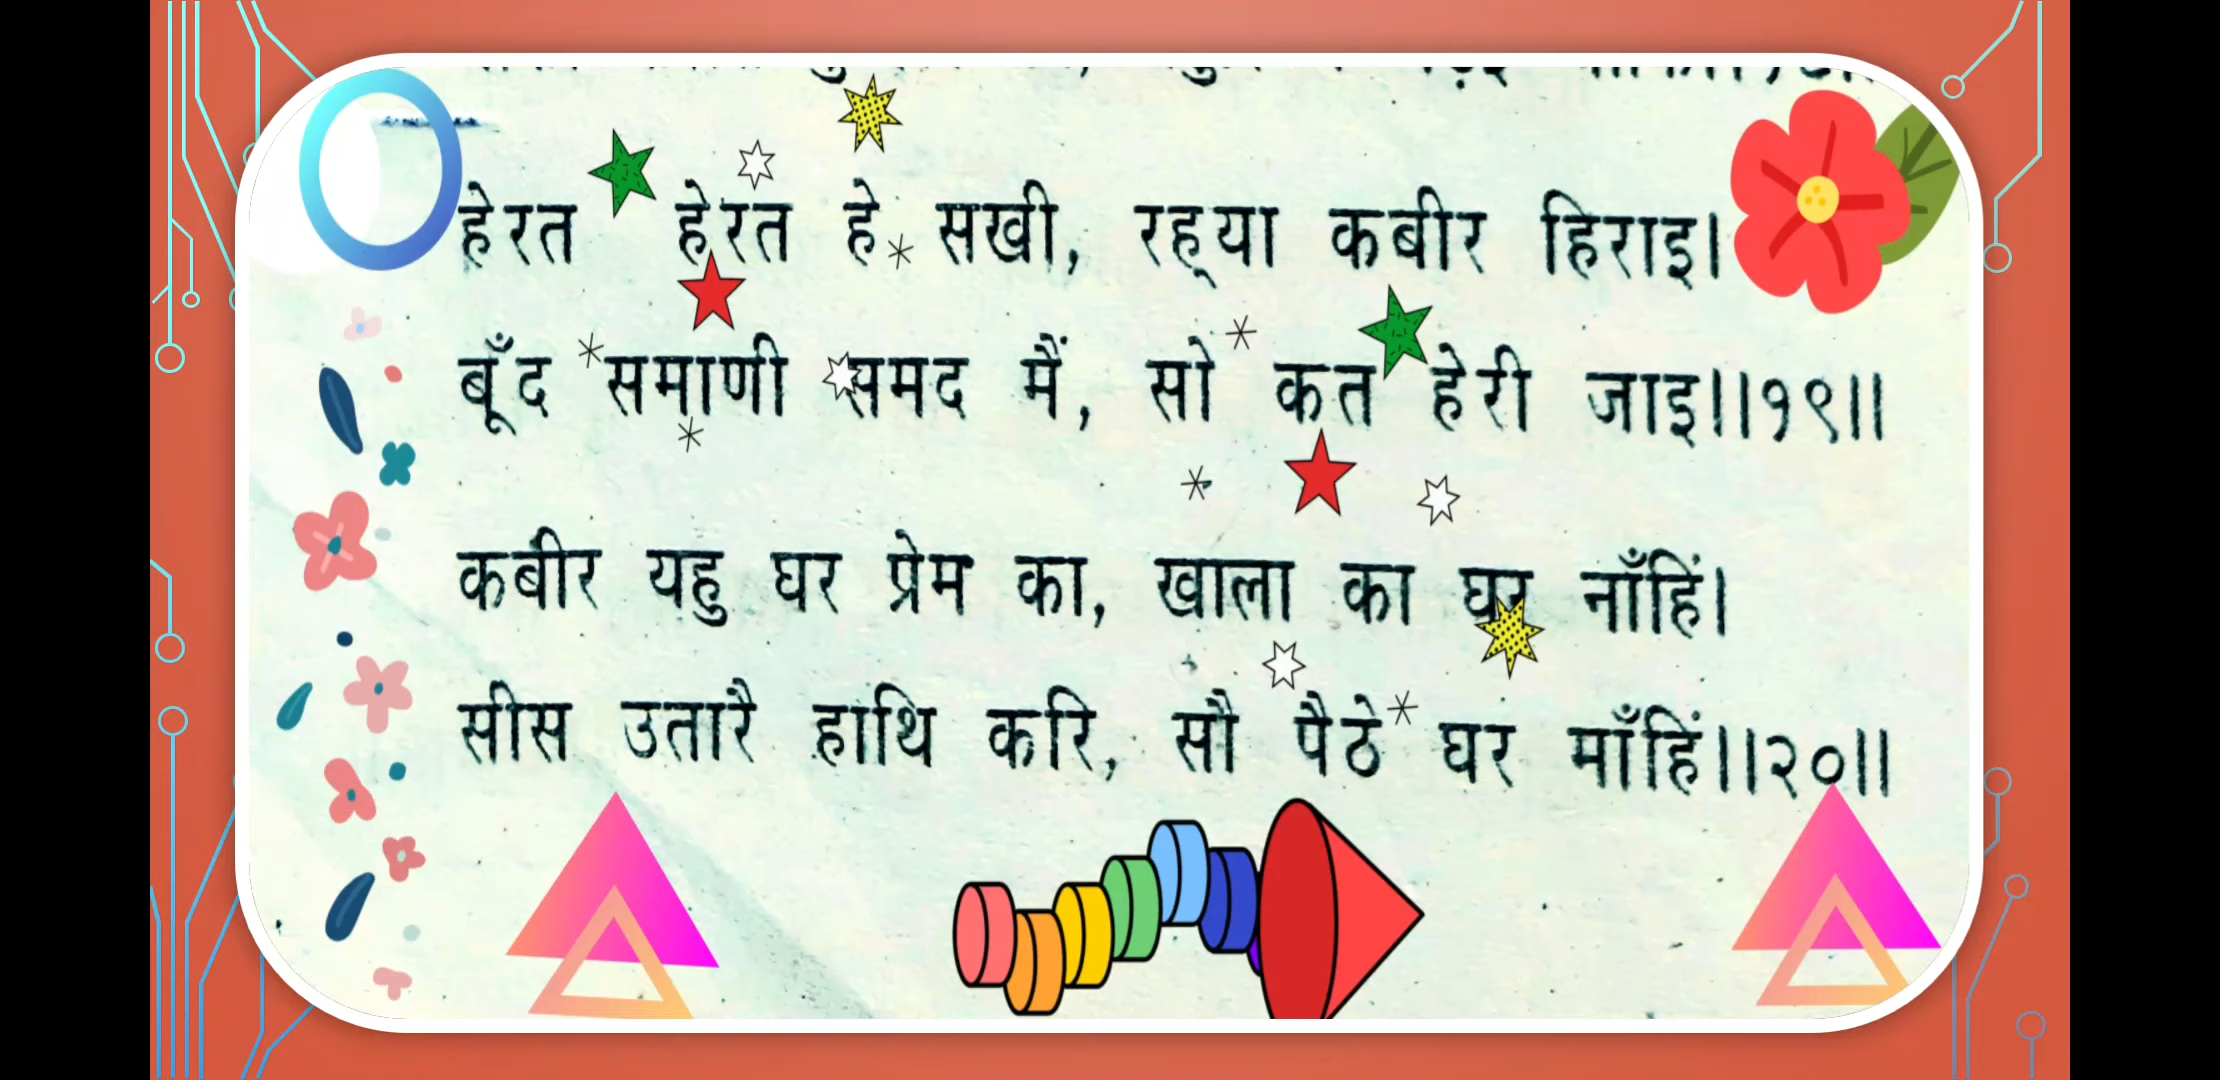 हेरत हेरत हे सखी, रह्या कबीर हिराइ।
बूँद समाणी समद मैं, सो कत हेरी जाइ।।१९।।
कबीर यहु घर प्रेम का, खाला का घर नाँहिं।
सीस उतारै हाथि करि, सौ पैठे घर माँहिं।।२०।।